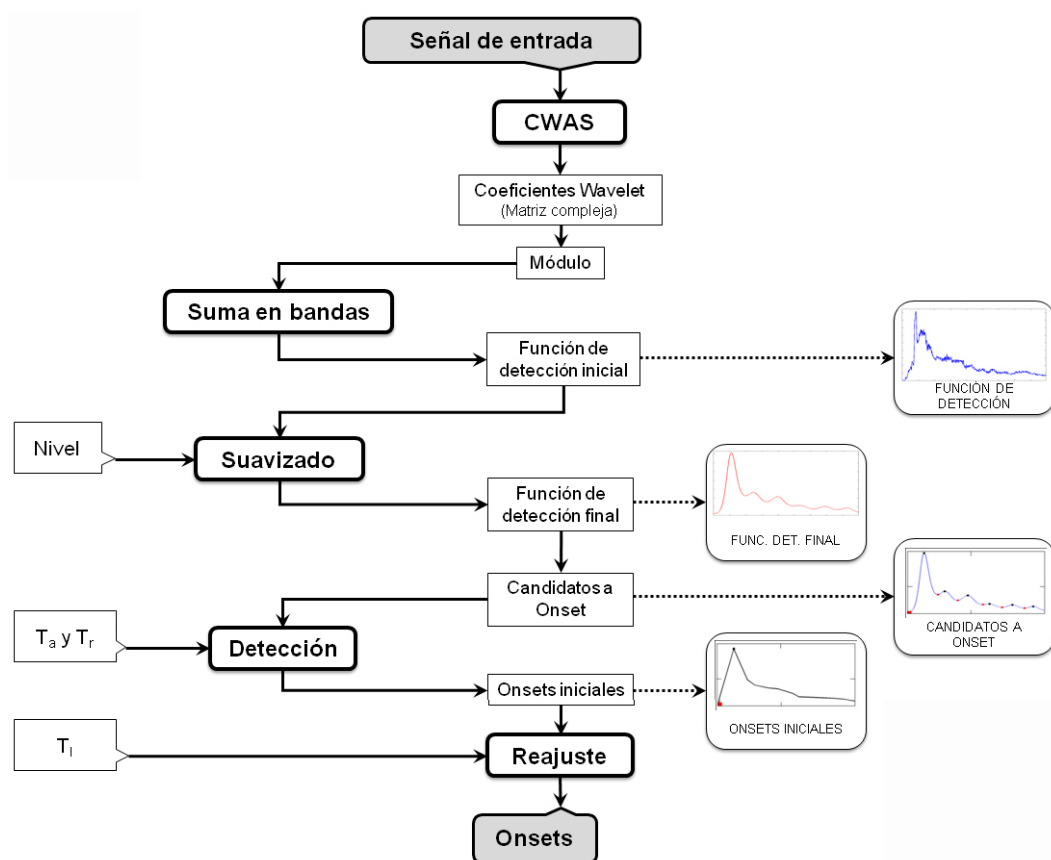 Señal de entrada
CWAS
Coeficientes Wavelet
(Matriz compleja)
Módulo
Suma en bandas
Función de
detección inicial
FUNCIÓN DE
DETECCIÓN
Nivel
Suavizado
Función de
detección final
FUNC. DET. FINAL
Candidatos a
Onset
CANDIDATOS A
ONSET
Ta y Tr
Detección
Onsets iniciales
ONSETS INICIALES
Tl
Reajuste
Onsets